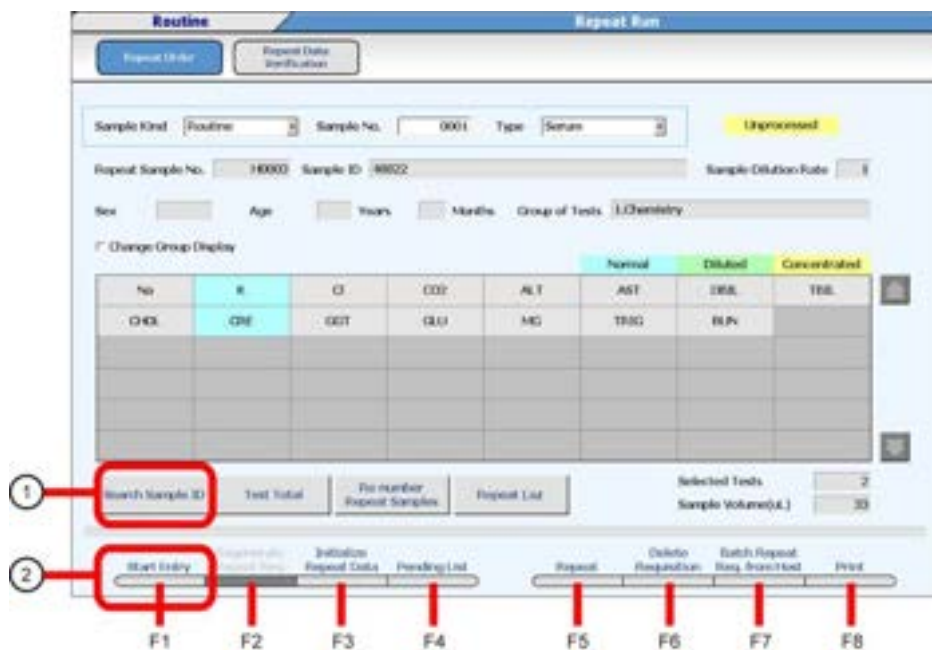 Routine
Repeat Run
Repeat Order
Repeat Data
Verification
Sample Kind Routine Sample No. 0001 Type Serum Unprocessed
Repeat Sample No. H0003 Sample ID 40022 Sample Dilution Rate 1
Sex Age Years Months Group of Tests 1.Chemistry
Change Group Display
Normal Diluted Concentrated
Na K Cl CO2 ALT AST DBIL TBIL
CHOL CRE GGT GLU MG TRIG BUN
1
Search Sample ID Test Total Re-number
Repeat Samples Repeat List
Selected Tests 2
Sample Volume(uL) 33
2
Start Entry
Repeat Req.
Initialize
Repeat Data
Pending List
Repeat
Delete
Requisition
Batch Repeat
Req. from Host
Print
F1 F2 F3 F4 F5 F6 F7 F8